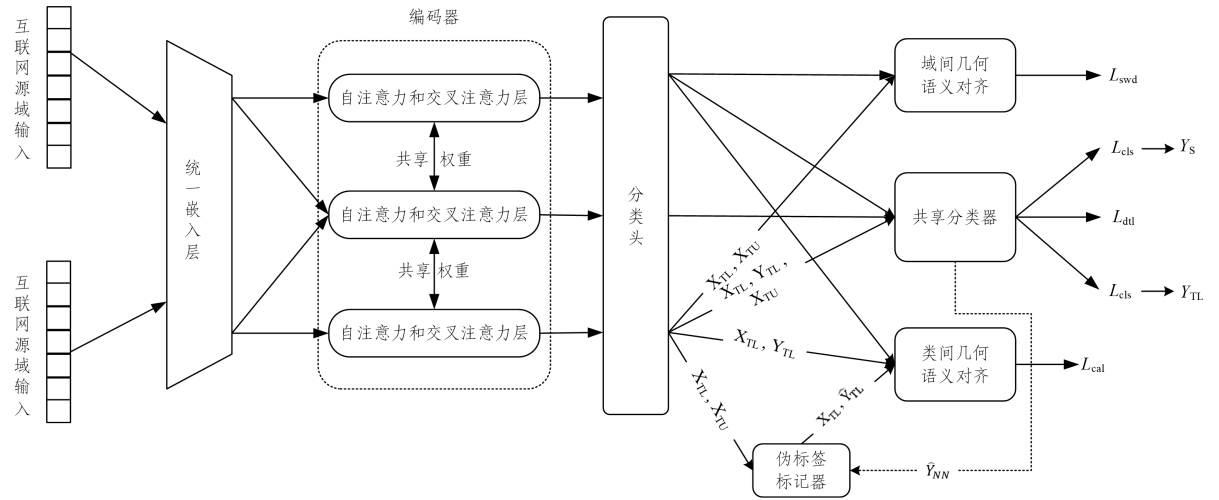 互联网源域输入
互联网源域输入
统一嵌入层
编码器
自注意力和交叉注意力层
共享 权重
自注意力和交叉注意力层
共享 权重
自注意力和交叉注意力层
分类头
X_TL, X_TU
X_TL, Y_TL,
X_TU
X_TL, Y_TL
X_TL, X_TU
X_TL, Ŷ_TL
域间几何
语义对齐
L_swd
共享分类器
L_cls
Y_S
L_dtl
L_cls
Y_TL
类间几何
语义对齐
L_cal
伪标签
标记器
Ŷ_NN